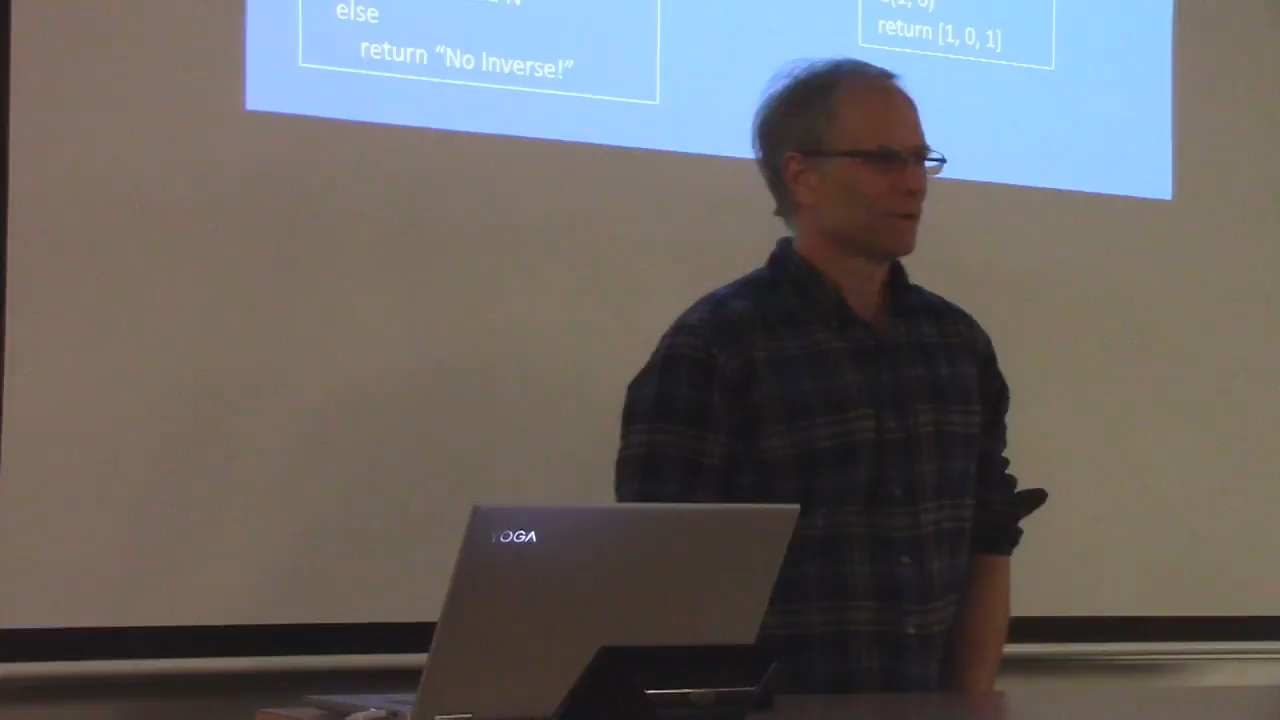 else
return “No Inverse!”
return [1, 0, 1]
YOGA